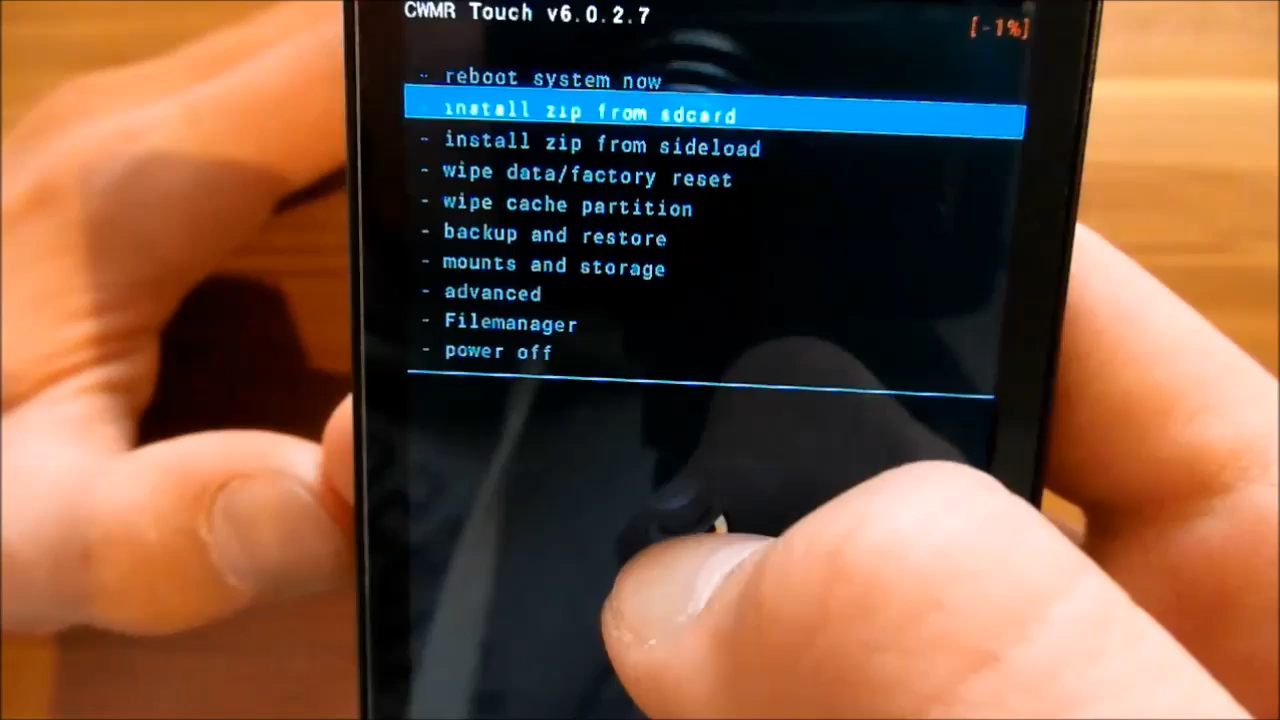 CWMR Touch v6.0.2.7
[-1%]
- reboot system now
- install zip from sdcard
- install zip from sideload
- wipe data/factory reset
- wipe cache partition
- backup and restore
- mounts and storage
- advanced
- Filemanager
- power off